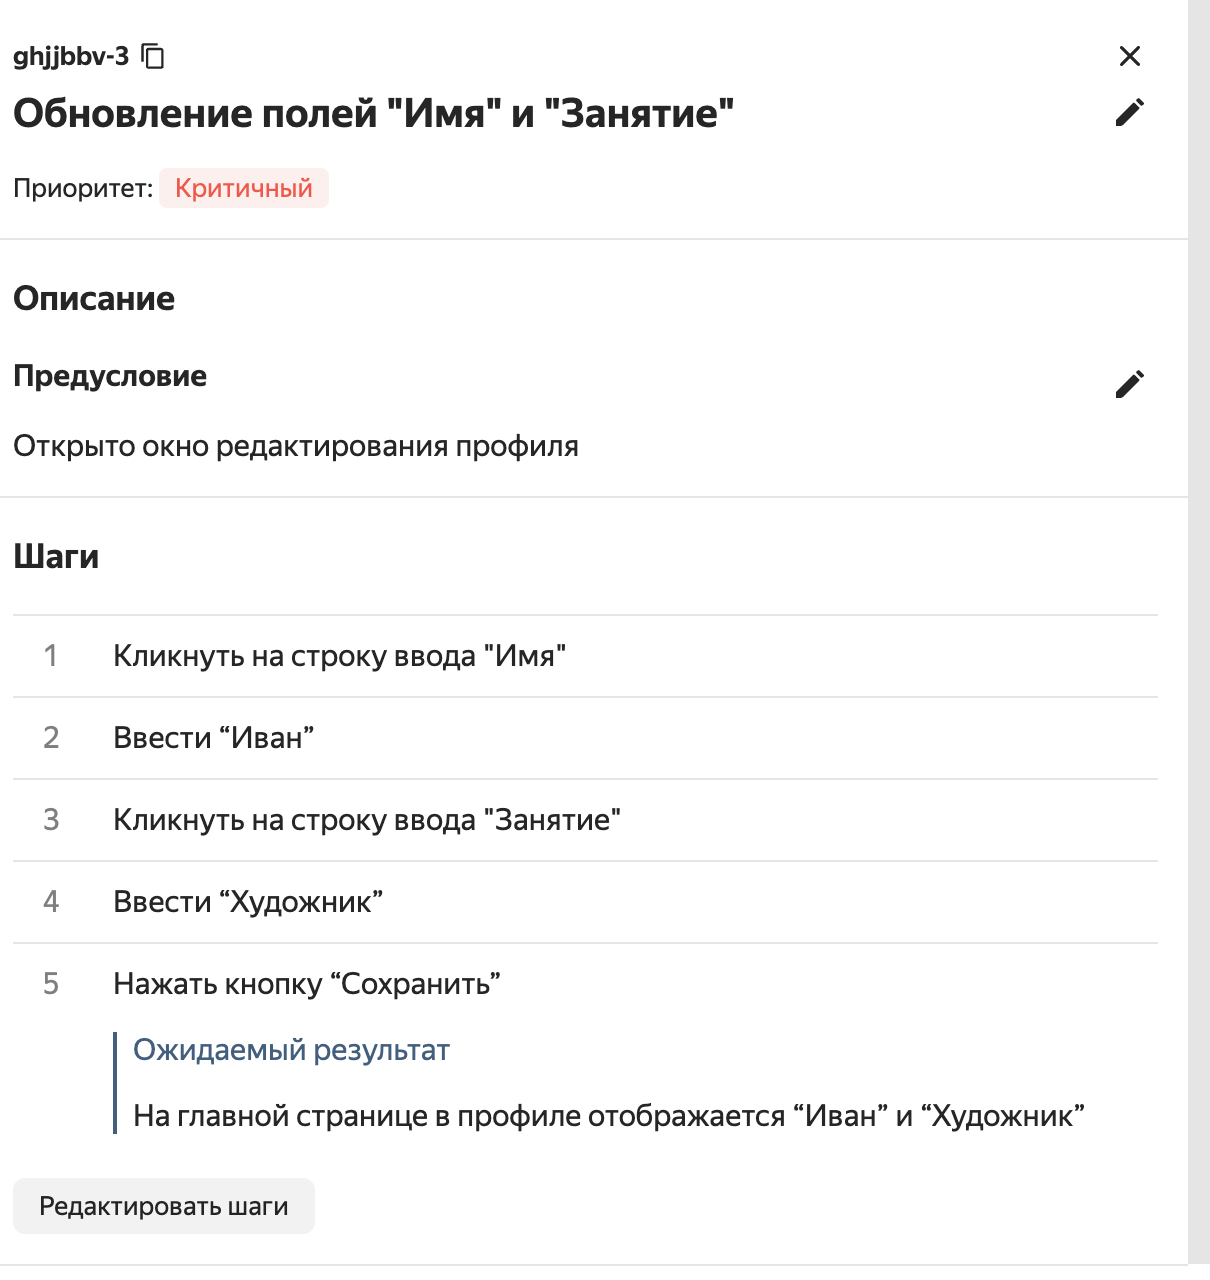 ghjjbbv-3
Обновление полей "Имя" и "Занятие"
Приоритет: Критичный
Описание
Предусловие
Открыто окно редактирования профиля
Шаги
1 Кликнуть на строку ввода "Имя"
2 Ввести “Иван”
3 Кликнуть на строку ввода "Занятие"
4 Ввести “Художник”
5 Нажать кнопку “Сохранить”
Ожидаемый результат
На главной странице в профиле отображается “Иван” и “Художник”
Редактировать шаги